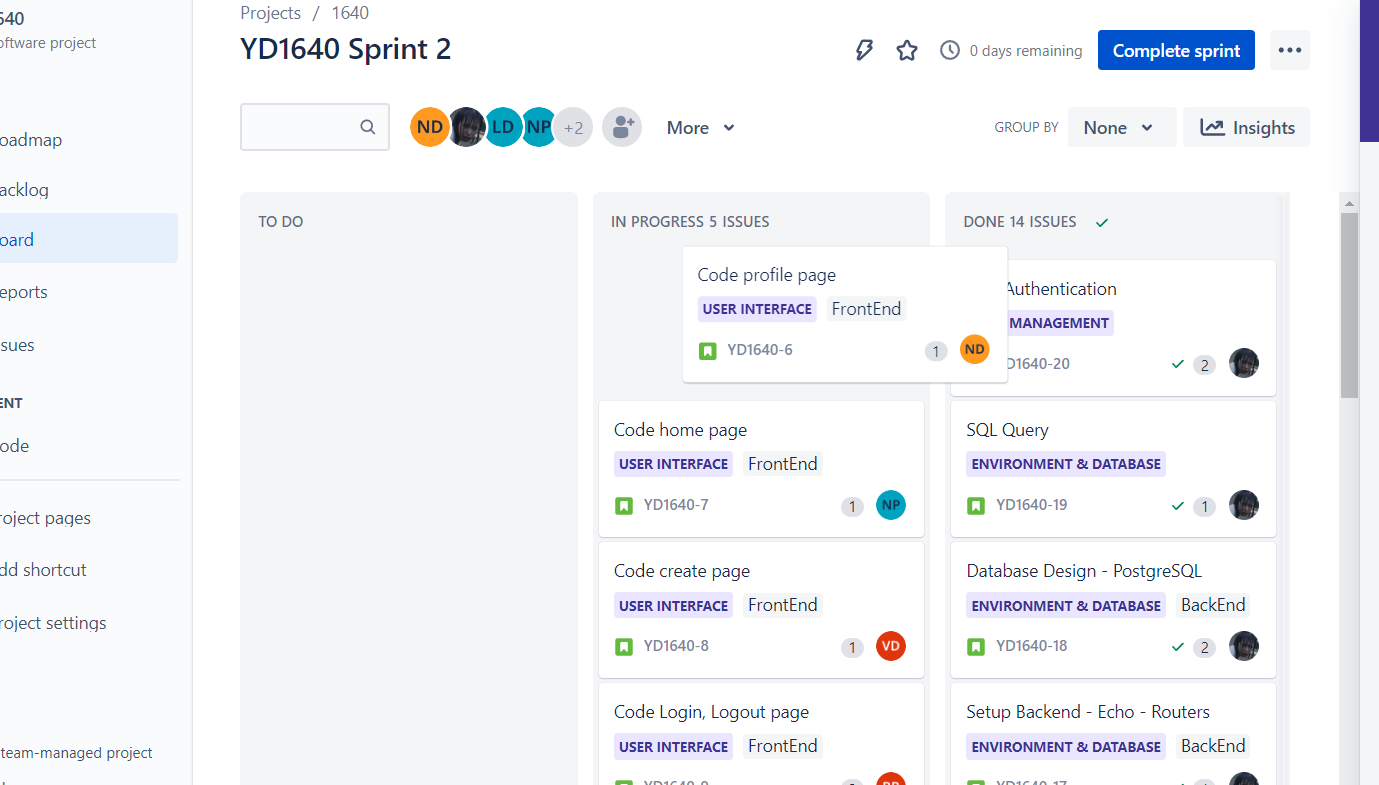 640
oftware project
oadmap
acklog
oard
eports
ssues
ENT
ode
roject pages
dd shortcut
roject settings
team-managed project
Projects / 1640
YD1640 Sprint 2
0 days remaining
Complete sprint
ND
LD
NP
+2
More
GROUP BY
None
Insights
TO DO
IN PROGRESS 5 ISSUES
Code profile page
USER INTERFACE FrontEnd
YD1640-6 1 ND
Code home page
USER INTERFACE FrontEnd
YD1640-7 1 NP
Code create page
USER INTERFACE FrontEnd
YD1640-8 1 VD
Code Login, Logout page
USER INTERFACE FrontEnd
DONE 14 ISSUES
Authentication
MANAGEMENT
D1640-20 2
SQL Query
ENVIRONMENT & DATABASE
YD1640-19 1
Database Design - PostgreSQL
ENVIRONMENT & DATABASE BackEnd
YD1640-18 2
Setup Backend - Echo - Routers
ENVIRONMENT & DATABASE BackEnd
YD1640-17